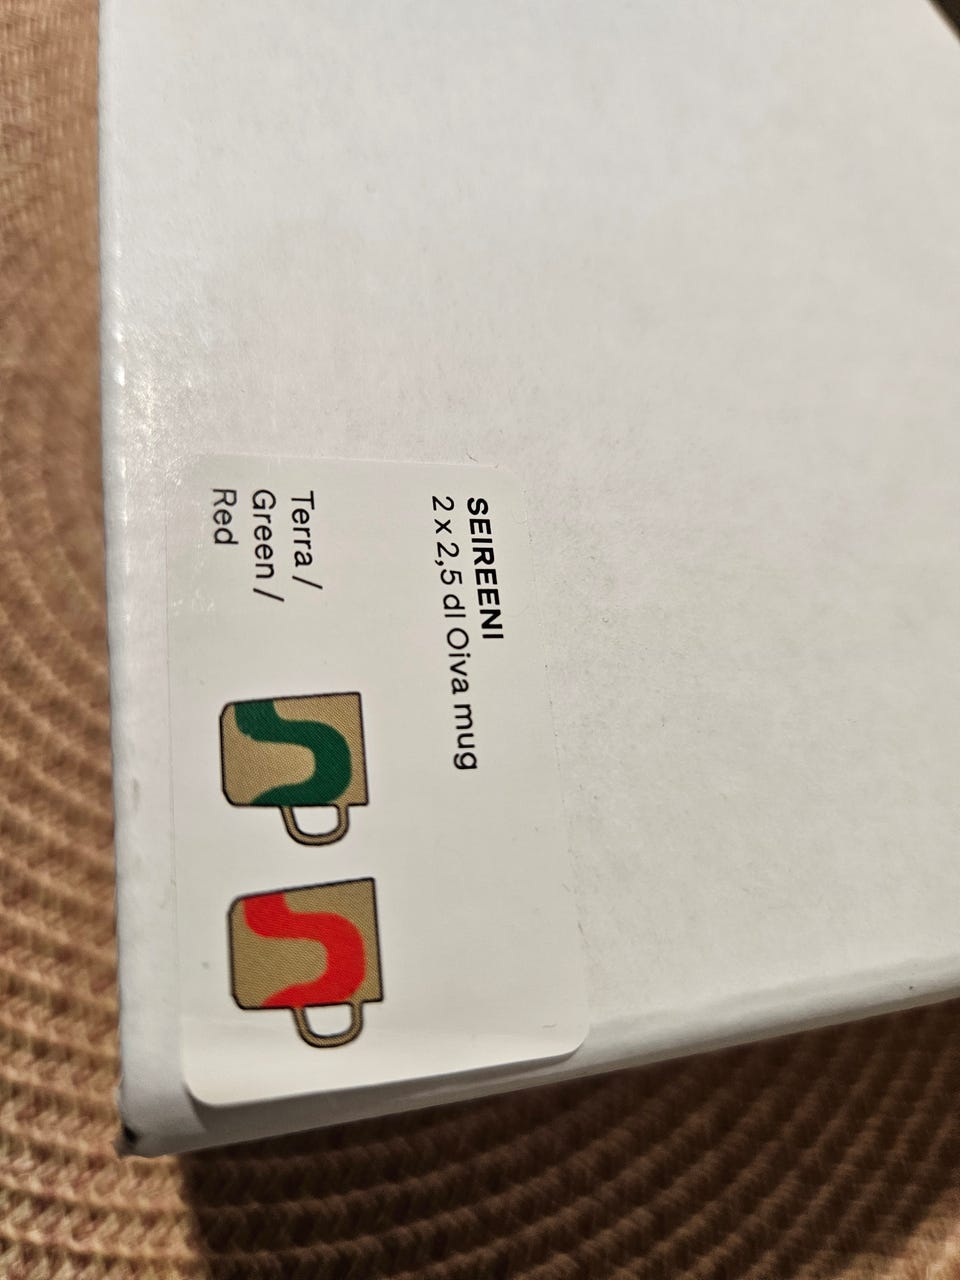 SEIREENI
2 x 2,5 dl Oiva mug
Terra /
Green /
Red